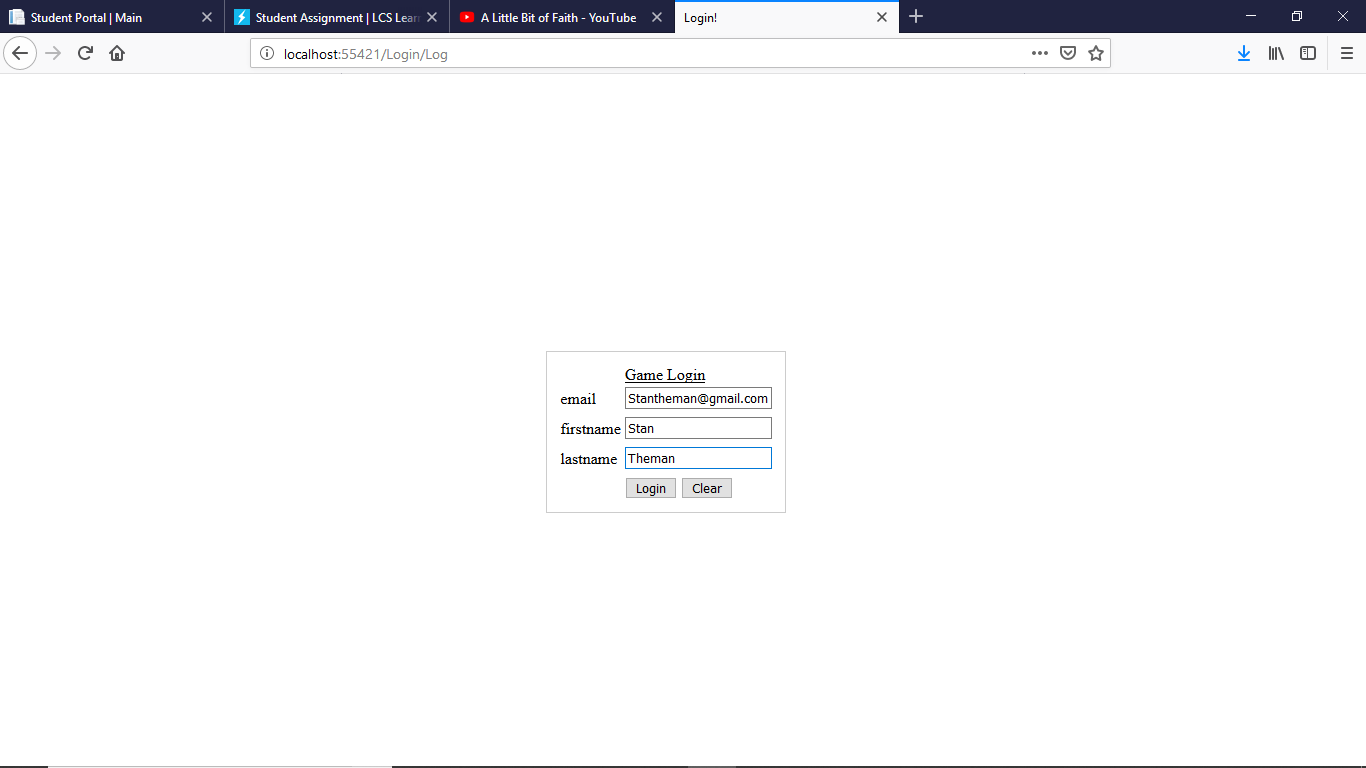 Student Portal | Main
Student Assignment | LCS Lear
A Little Bit of Faith - YouTube
Login!
localhost:55421/Login/Log
Game Login
email Stantheman@gmail.com
firstname Stan
lastname Theman
Login Clear